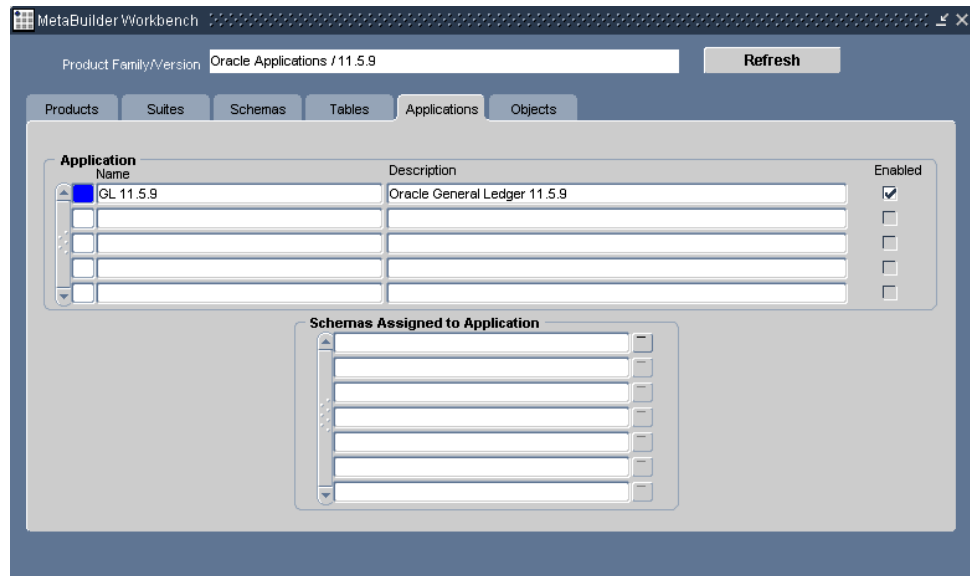 MetaBuilder Workbench
Product Family/Version Oracle Applications / 11.5.9 Refresh
Products Suites Schemas Tables Applications Objects
Application
Name Description Enabled
GL 11.5.9 Oracle General Ledger 11.5.9
Schemas Assigned to Application